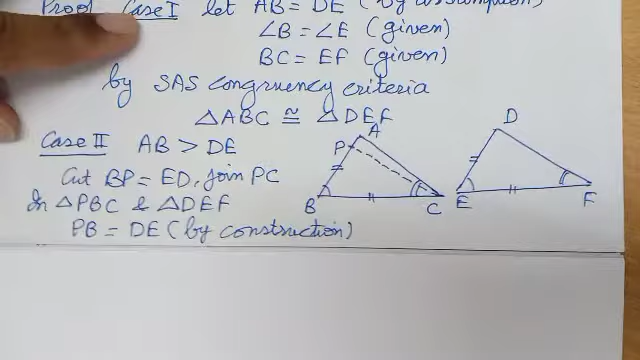 Proof Case I let AB = DE (by assumption)
∠B = ∠E (given)
BC = EF (given)
by SAS congruency criteria
△ABC ≅ △DEF
Case II AB > DE
Cut BP = ED, join PC
In △PBC & △DEF
PB = DE (by construction)
A
P
B
C
D
E
F